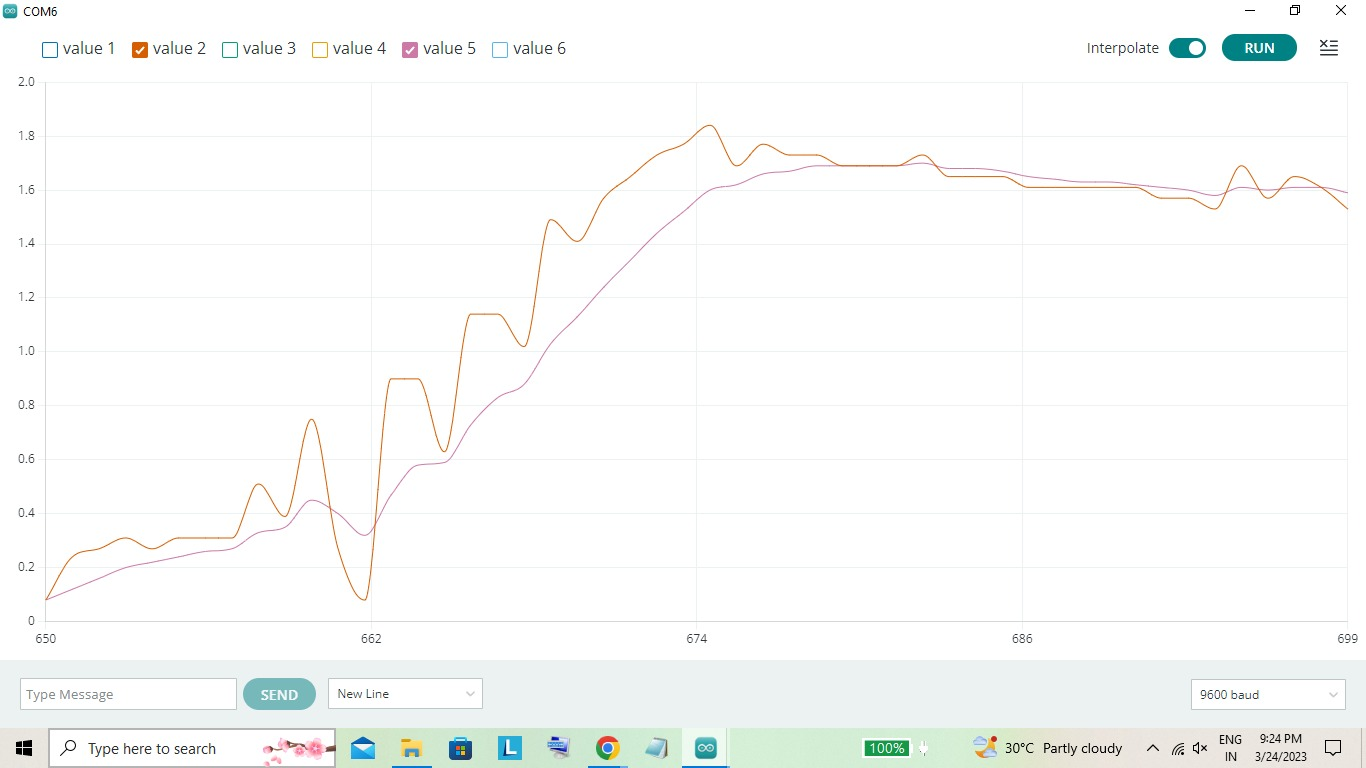 COM6
value 1 value 2 value 3 value 4 value 5 value 6
Interpolate RUN
2.0
1.8
1.6
1.4
1.2
1.0
0.8
0.6
0.4
0.2
0
650 662 674 686 699
Type Message SEND New Line 9600 baud
Type here to search
L
100%
30°C Partly cloudy
ENG
IN
9:24 PM
3/24/2023